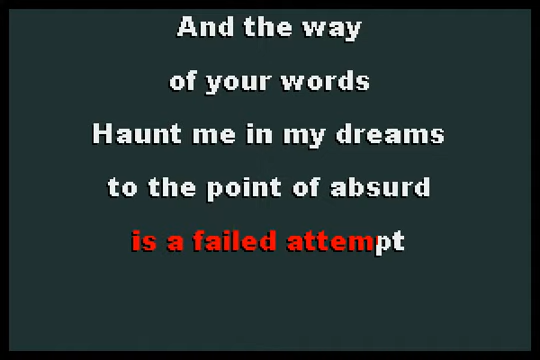 And the way
of your words
Haunt me in my dreams
to the point of absurd
is a failed attempt